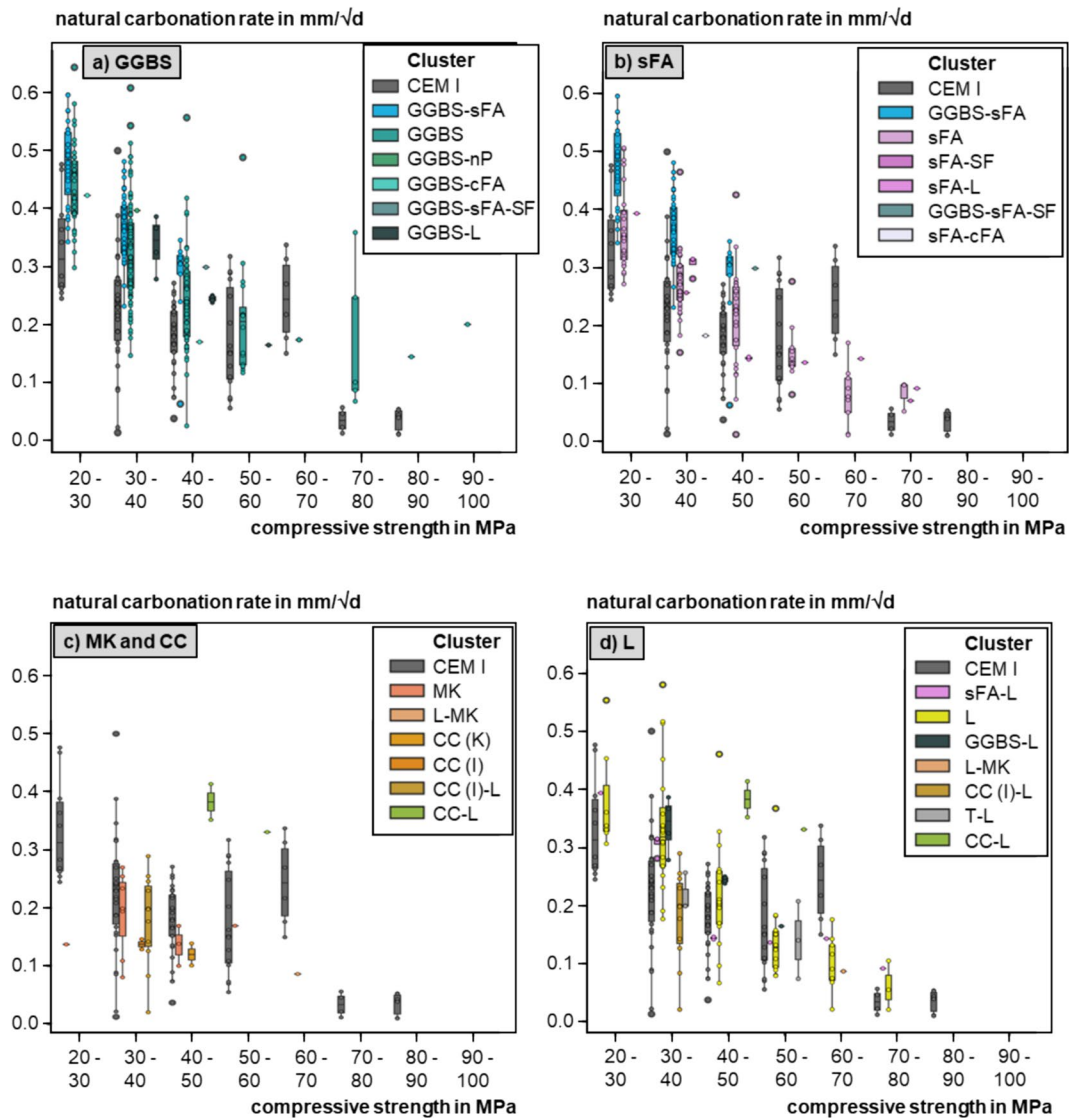 natural carbonation rate in mm/√d
a) GGBS
Cluster
CEM I
GGBS-sFA
GGBS
GGBS-nP
GGBS-cFA
GGBS-sFA-SF
GGBS-L
0.6
0.5
0.4
0.3
0.2
0.1
0.0
20 - 30 - 40 - 50 - 60 - 70 - 80 - 90 -
30 40 50 60 70 80 90 100
compressive strength in MPa
natural carbonation rate in mm/√d
b) sFA
Cluster
CEM I
GGBS-sFA
sFA
sFA-SF
sFA-L
GGBS-sFA-SF
sFA-cFA
0.6
0.5
0.4
0.3
0.2
0.1
0.0
20 - 30 - 40 - 50 - 60 - 70 - 80 - 90 -
30 40 50 60 70 80 90 100
compressive strength in MPa
natural carbonation rate in mm/√d
c) MK and CC
Cluster
CEM I
MK
L-MK
CC (K)
CC (I)
CC (I)-L
CC-L
0.6
0.5
0.4
0.3
0.2
0.1
0.0
20 - 30 - 40 - 50 - 60 - 70 - 80 - 90 -
30 40 50 60 70 80 90 100
compressive strength in MPa
natural carbonation rate in mm/√d
d) L
Cluster
CEM I
sFA-L
L
GGBS-L
L-MK
CC (I)-L
T-L
CC-L
0.6
0.5
0.4
0.3
0.2
0.1
0.0
20 - 30 - 40 - 50 - 60 - 70 - 80 - 90-
30 40 50 60 70 80 90 100
compressive strength in MPa